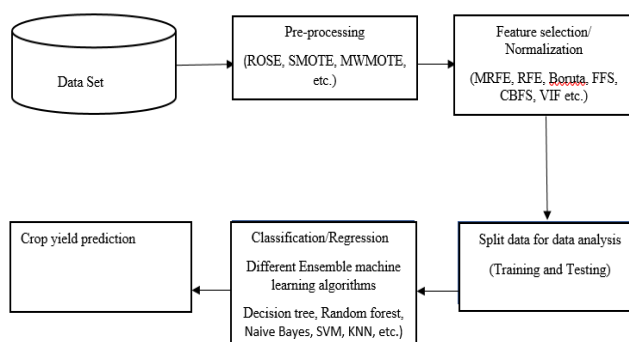 Data Set
Pre-processing
(ROSE, SMOTE, MWMOTE,
etc.)
Feature selection/
Normalization
(MRFE, RFE, Boruta, FFS,
CBFS, VIF etc.)
Split data for data analysis
(Training and Testing)
Classification/Regression
Different Ensemble machine
learning algorithms
Decision tree, Random forest,
Naive Bayes, SVM, KNN, etc.)
Crop yield prediction